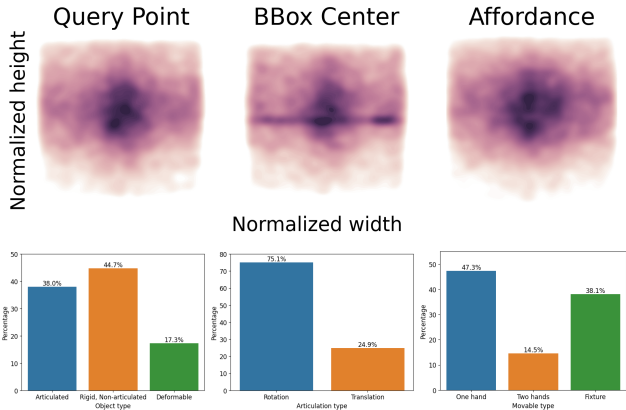 Query Point
BBox Center
Affordance
Normalized height
Normalized width
50
40
30
20
10
0
Percentage
38.0%
44.7%
17.3%
Articulated
Rigid, Non-articulated
Deformable
Object type
80
70
60
50
40
30
20
10
0
Percentage
75.1%
24.9%
Rotation
Translation
Articulation type
50
40
30
20
10
0
Percentage
47.3%
14.5%
38.1%
One hand
Two hands
Fixture
Movable type